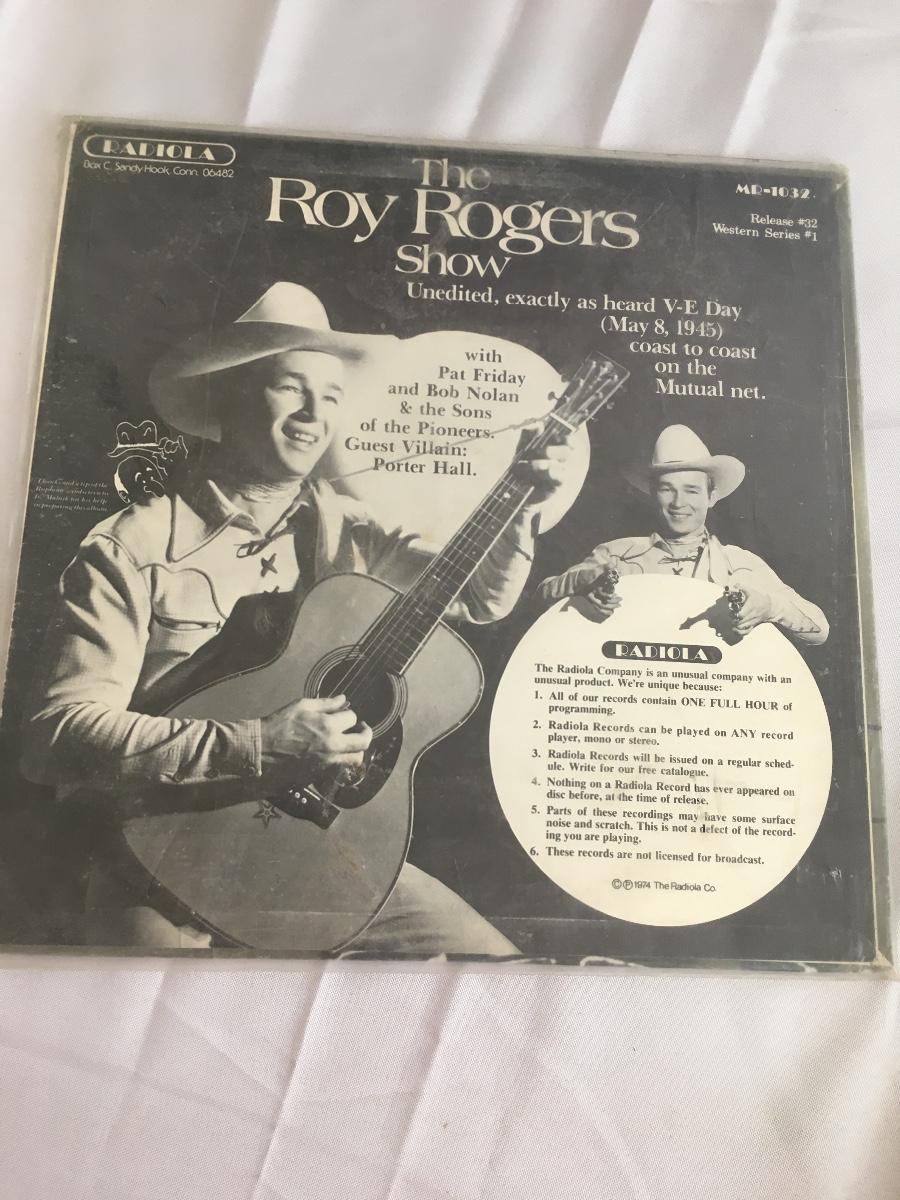 RADIOLA
Box C, Sandy Hook, Conn. 06482
The
Roy Rogers
Show
MR-1032
Release #32
Western Series #1
Unedited, exactly as heard V-E Day
(May 8, 1945)
coast to coast
on the
Mutual net.
with
Pat Friday
and Bob Nolan
& the Sons
of the Pioneers.
Guest Villain:
Porter Hall.
in preparing this album.
RADIOLA
The Radiola Company is an unusual company with an
unusual product. We're unique because:
1. All of our records contain ONE FULL HOUR of
programming.
2. Radiola Records can be played on ANY record
player, mono or stereo.
3. Radiola Records will be issued on a regular sched-
ule. Write for our free catalogue.
4. Nothing on a Radiola Record has ever appeared on
disc before, at the time of release.
5. Parts of these recordings may have some surface
noise and scratch. This is not a defect of the record-
ing you are playing.
6. These records are not licensed for broadcast.
©℗1974 The Radiola Co.